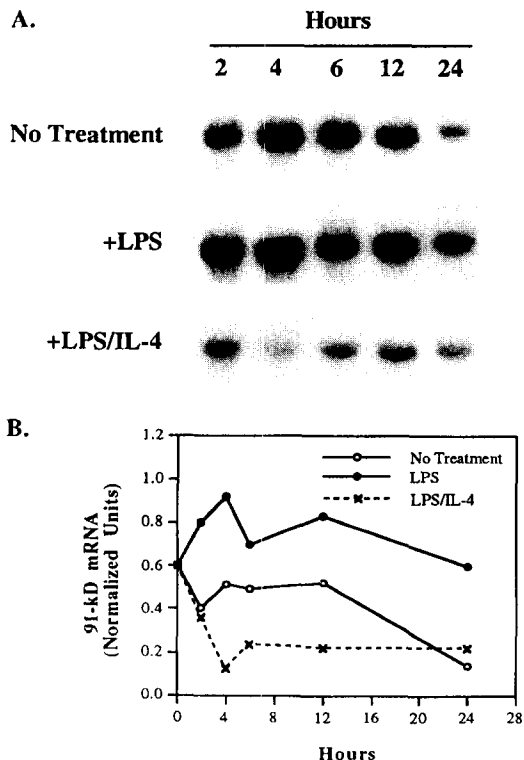 A.
Hours
2 4 6 12 24
No Treatment
+LPS
+LPS/IL-4
B.
1.2
1.0
0.8
0.6
0.4
0.2
0.0
91-kD mRNA
(Normalized Units)
No Treatment
LPS
LPS/IL-4
0 4 8 12 16 20 24 28
Hours